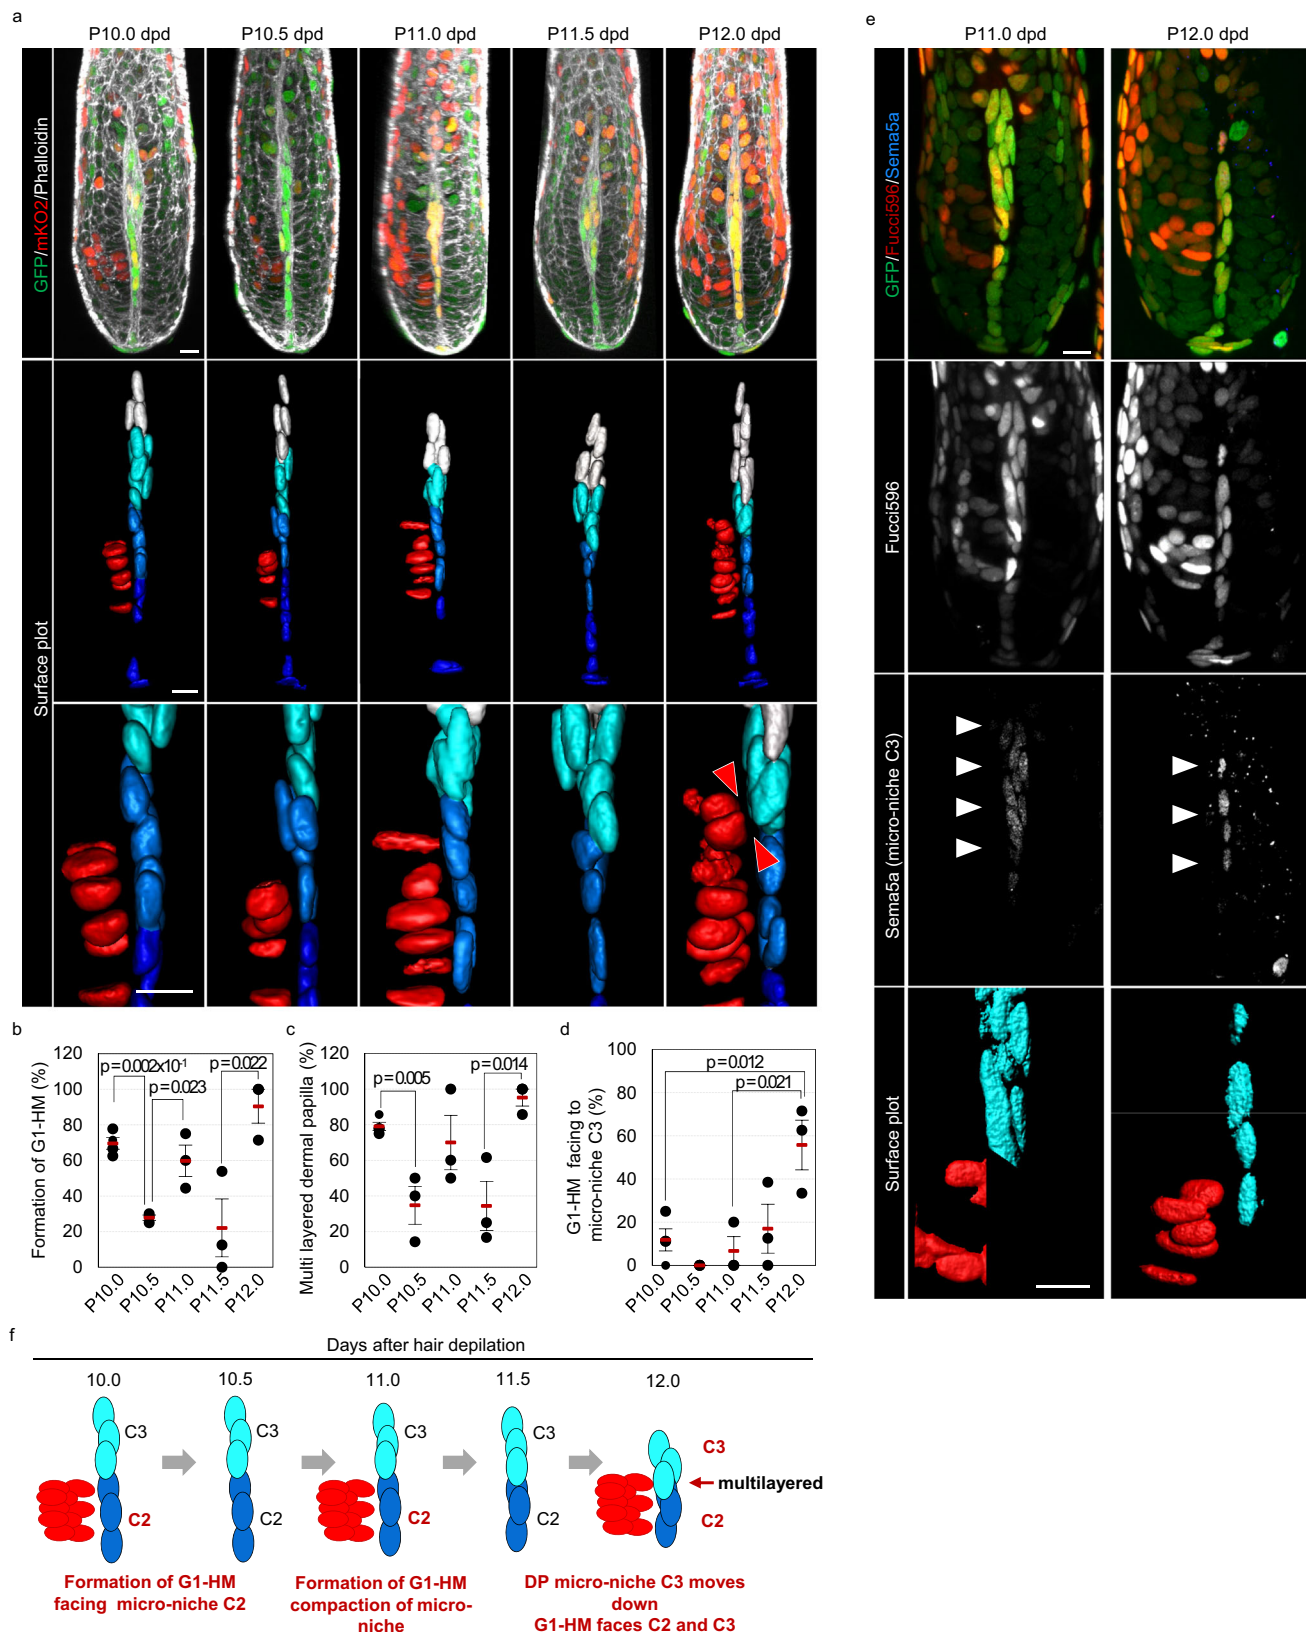 a
P10.0 dpd
P10.5 dpd
P11.0 dpd
P11.5 dpd
P12.0 dpd
GFP/mKO2/Phalloidin
Surface plot
e
P11.0 dpd
P12.0 dpd
GFP/Fucci596/Sema5a
Fucci596
Sema5a (micro-niche C3)
Surface plot
b
Formation of G1-HM (%)
120
100
80
60
40
20
0
p=0.002x10⁻¹
p=0.023
p=0.022
P10.0
P10.5
P11.0
P11.5
P12.0
c
Multi layered dermal papilla (%)
120
100
80
60
40
20
0
p=0.005
p=0.014
P10.0
P10.5
P11.0
P11.5
P12.0
d
G1-HM facing to
micro-niche C3 (%)
100
80
60
40
20
0
p=0.012
p=0.021
P10.0
P10.5
P11.0
P11.5
P12.0
f
Days after hair depilation
10.0
10.5
11.0
11.5
12.0
C3
C2
C3
C2
C3
C2
C3
C2
C3
multilayered
C2
Formation of G1-HM
facing micro-niche C2
Formation of G1-HM
compaction of micro-
niche
DP micro-niche C3 moves
down
G1-HM faces C2 and C3